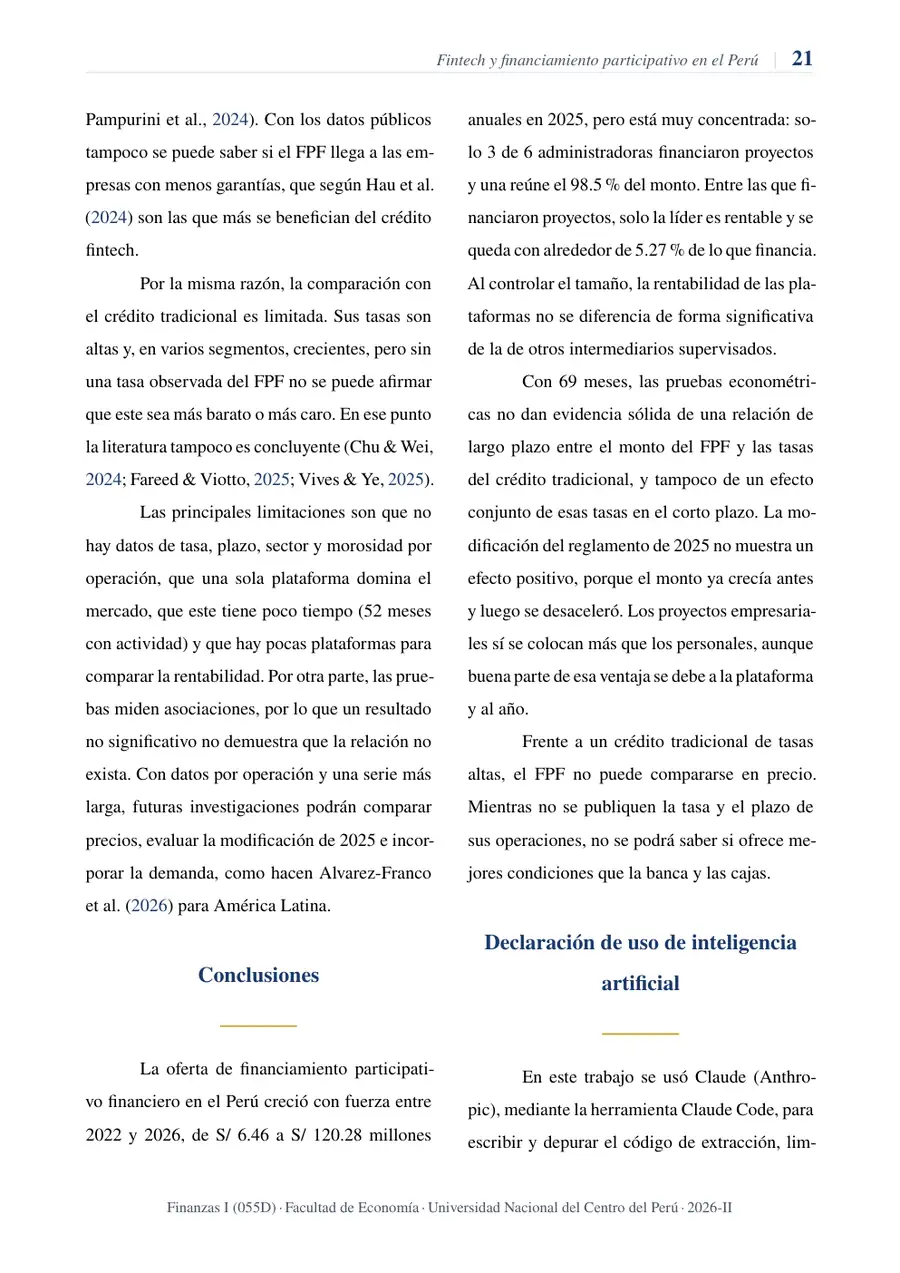 Fintech y financiamiento participativo en el Perú | 21
Pampurini et al., 2024). Con los datos públicos
tampoco se puede saber si el FPF llega a las em-
presas con menos garantías, que según Hau et al.
(2024) son las que más se benefician del crédito
fintech.
Por la misma razón, la comparación con
el crédito tradicional es limitada. Sus tasas son
altas y, en varios segmentos, crecientes, pero sin
una tasa observada del FPF no se puede afirmar
que este sea más barato o más caro. En ese punto
la literatura tampoco es concluyente (Chu & Wei,
2024; Fareed & Viotto, 2025; Vives & Ye, 2025).
Las principales limitaciones son que no
hay datos de tasa, plazo, sector y morosidad por
operación, que una sola plataforma domina el
mercado, que este tiene poco tiempo (52 meses
con actividad) y que hay pocas plataformas para
comparar la rentabilidad. Por otra parte, las prue-
bas miden asociaciones, por lo que un resultado
no significativo no demuestra que la relación no
exista. Con datos por operación y una serie más
larga, futuras investigaciones podrán comparar
precios, evaluar la modificación de 2025 e incor-
porar la demanda, como hacen Alvarez-Franco
et al. (2026) para América Latina.
Conclusiones
La oferta de financiamiento participati-
vo financiero en el Perú creció con fuerza entre
2022 y 2026, de S/ 6.46 a S/ 120.28 millones
anuales en 2025, pero está muy concentrada: so-
lo 3 de 6 administradoras financiaron proyectos
y una reúne el 98.5 % del monto. Entre las que fi-
nanciaron proyectos, solo la líder es rentable y se
queda con alrededor de 5.27 % de lo que financia.
Al controlar el tamaño, la rentabilidad de las pla-
taformas no se diferencia de forma significativa
de la de otros intermediarios supervisados.
Con 69 meses, las pruebas econométri-
cas no dan evidencia sólida de una relación de
largo plazo entre el monto del FPF y las tasas
del crédito tradicional, y tampoco de un efecto
conjunto de esas tasas en el corto plazo. La mo-
dificación del reglamento de 2025 no muestra un
efecto positivo, porque el monto ya crecía antes
y luego se desaceleró. Los proyectos empresaria-
les sí se colocan más que los personales, aunque
buena parte de esa ventaja se debe a la plataforma
y al año.
Frente a un crédito tradicional de tasas
altas, el FPF no puede compararse en precio.
Mientras no se publiquen la tasa y el plazo de
sus operaciones, no se podrá saber si ofrece me-
jores condiciones que la banca y las cajas.
Declaración de uso de inteligencia
artificial
En este trabajo se usó Claude (Anthro-
pic), mediante la herramienta Claude Code, para
escribir y depurar el código de extracción, lim-
Finanzas I (055D) · Facultad de Economía · Universidad Nacional del Centro del Perú · 2026-II